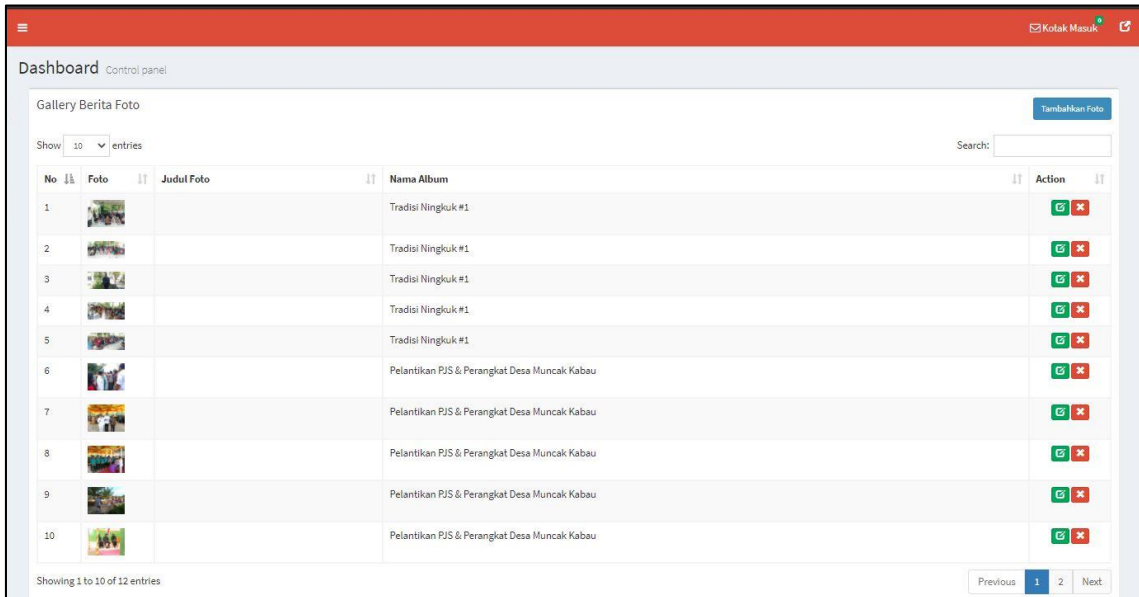 Kotak Masuk 0
Dashboard Control panel
Gallery Berita Foto
Tambahkan Foto
Show 10 entries
Search:
No Foto Judul Foto Nama Album Action
1 Tradisi Ningkuk #1
2 Tradisi Ningkuk #1
3 Tradisi Ningkuk #1
4 Tradisi Ningkuk #1
5 Tradisi Ningkuk #1
6 Pelantikan PJS & Perangkat Desa Muncak Kabau
7 Pelantikan PJS & Perangkat Desa Muncak Kabau
8 Pelantikan PJS & Perangkat Desa Muncak Kabau
9 Pelantikan PJS & Perangkat Desa Muncak Kabau
10 Pelantikan PJS & Perangkat Desa Muncak Kabau
Showing 1 to 10 of 12 entries
Previous 1 2 Next